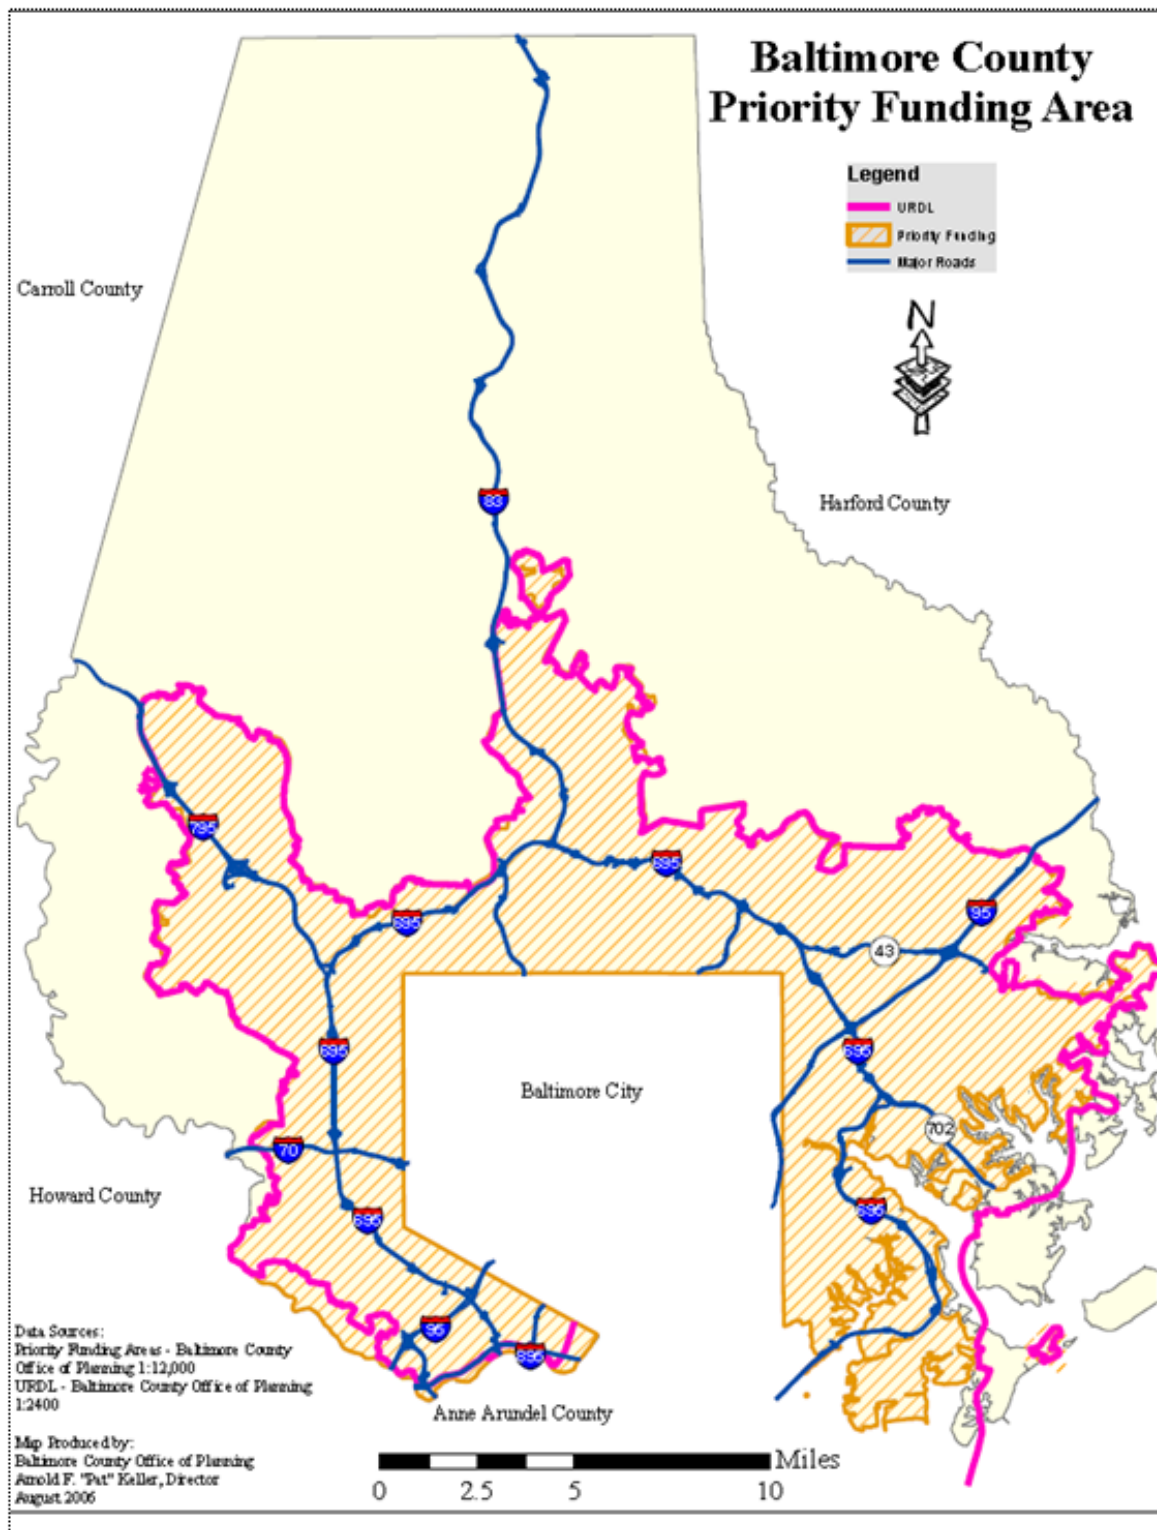 Baltimore County
Priority Funding Area
Legend
URDL
Priority Funding
Major Roads
N
Carroll County
83
Harford County
795
695
695
95
43
695
695
Baltimore City
702
70
Howard County
695
695
95
695
Data Sources:
Priority Funding Areas - Baltimore County
Office of Planning 1:12,000
URDL - Baltimore County Office of Planning
1:2400
Anne Arundel County
Map Produced by:
Baltimore County Office of Planning
Arnold F. "Pat" Keller, Director
August 2006
Miles
0 2.5 5 10